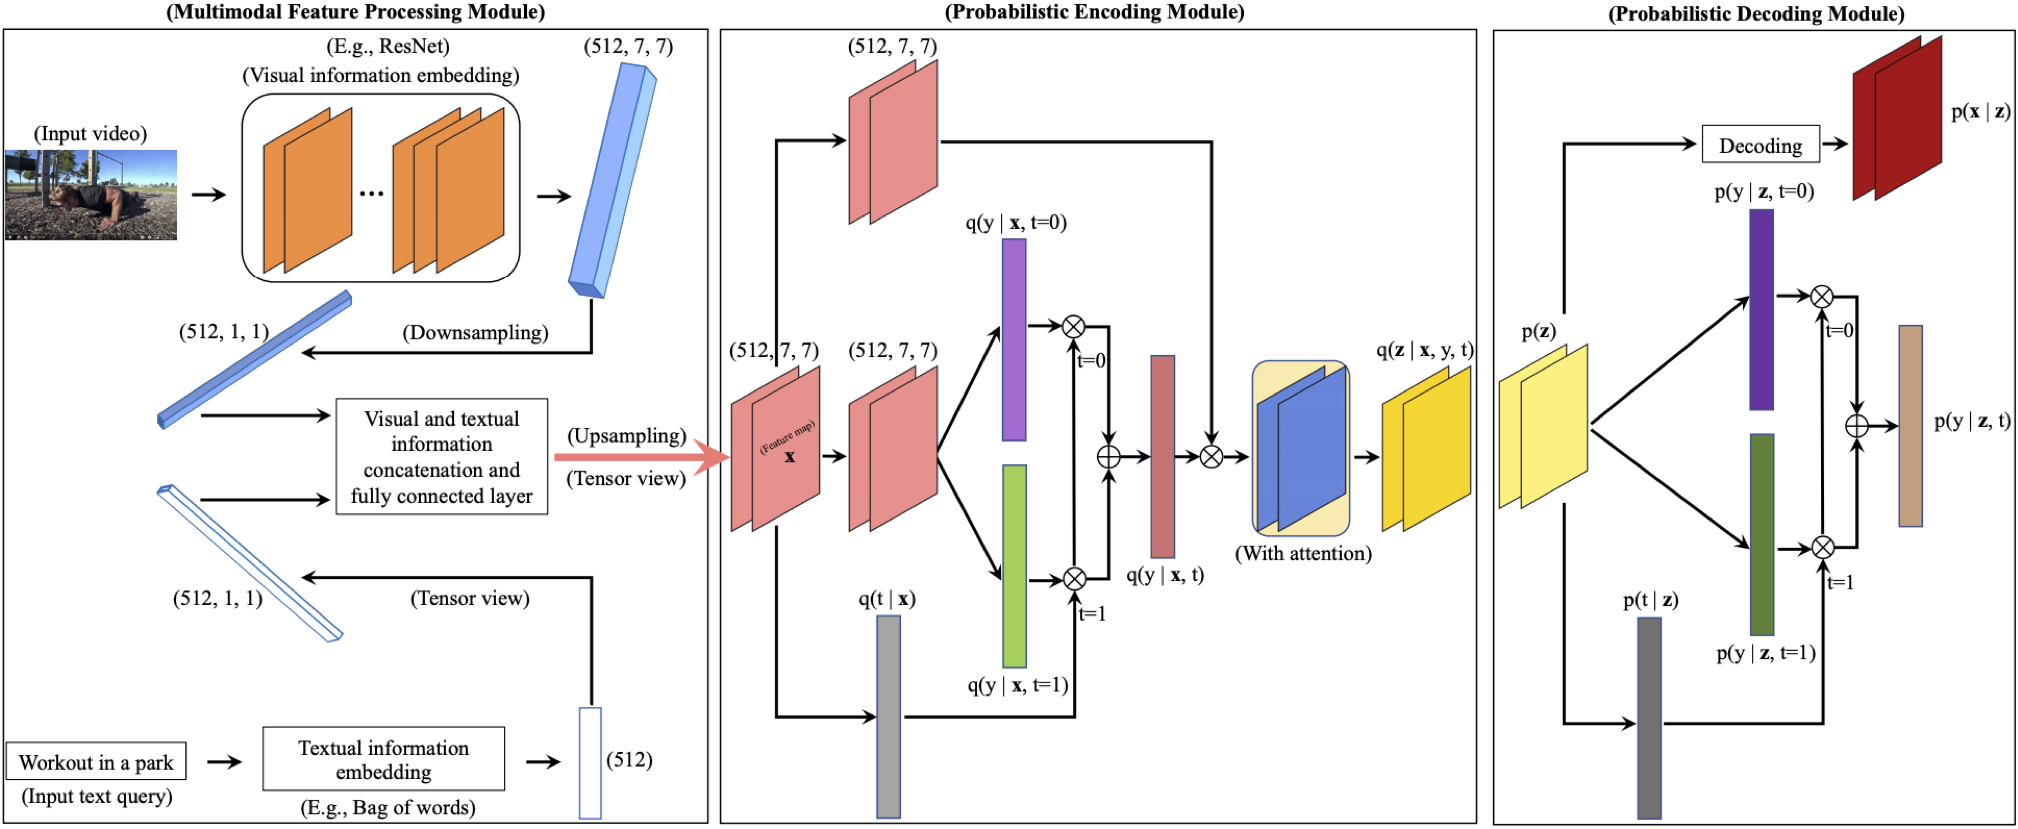 (Multimodal Feature Processing Module)
(E.g., ResNet)
(Visual information embedding)
(512, 7, 7)
(Input video)
...
(512, 1, 1)
(Downsampling)
Visual and textual
information
concatenation and
fully connected layer
(Upsampling)
(Tensor view)
(512, 1, 1)
(Tensor view)
Workout in a park
(Input text query)
Textual information
embedding
(E.g., Bag of words)
(512)
(Probabilistic Encoding Module)
(512, 7, 7)
q(y | x, t=0)
(512, 7, 7)
(512, 7, 7)
(Feature map)
x
t=0
q(z | x, y, t)
(With attention)
q(y | x, t)
t=1
q(t | x)
q(y | x, t=1)
(Probabilistic Decoding Module)
p(x | z)
Decoding
p(y | z, t=0)
p(z)
t=0
p(y | z, t)
t=1
p(t | z)
p(y | z, t=1)